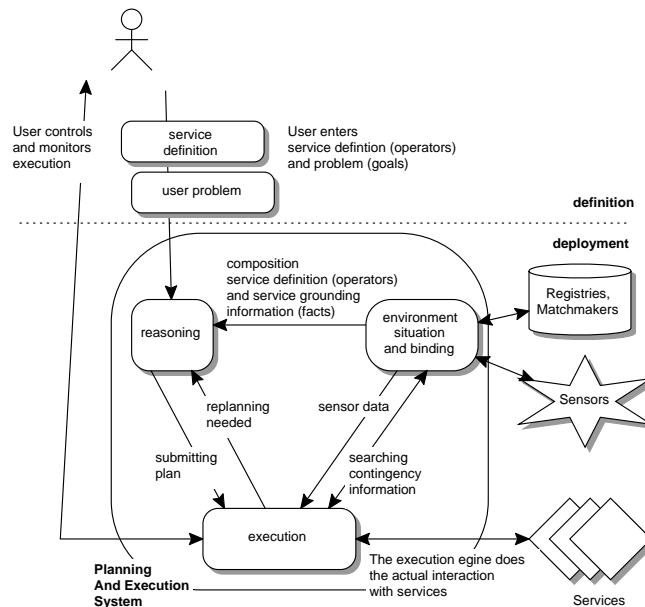 User controls
and monitors
execution
service
definition
User enters
service defintion (operators)
and problem (goals)
user problem
definition
deployment
composition
service definition (operators)
and service grounding
information (facts)
reasoning
environment
situation
and binding
Registries,
Matchmakers
Sensors
replanning
needed
sensor data
submitting
plan
searching
contingency
information
execution
The execution egine does
the actual interaction
with services
Planning
And Execution
System
Services